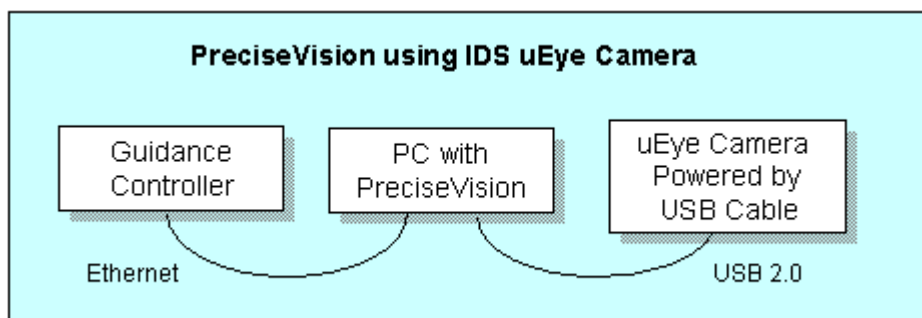 PreciseVision using IDS uEye Camera
Guidance
Controller
PC with
PreciseVision
uEye Camera
Powered by
USB Cable
Ethernet
USB 2.0